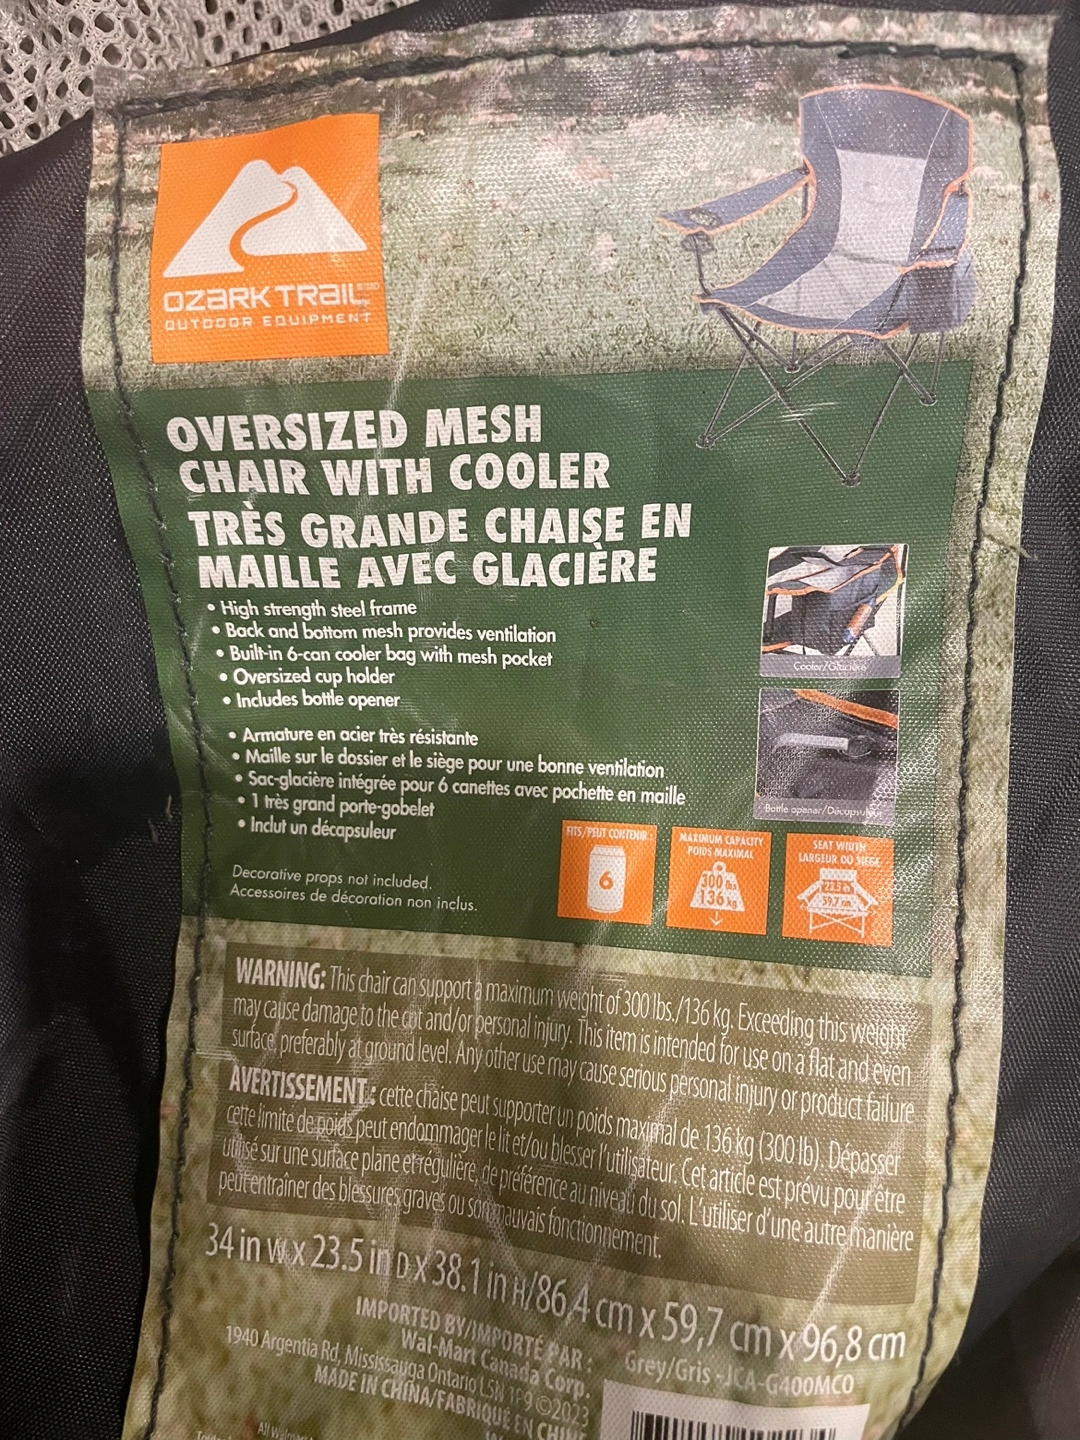 OZARK TRAIL
OUTDOOR EQUIPMENT
OVERSIZED MESH
CHAIR WITH COOLER
TRÈS GRANDE CHAISE EN
MAILLE AVEC GLACIÈRE
• High strength steel frame
• Back and bottom mesh provides ventilation
• Built-in 6-can cooler bag with mesh pocket
• Oversized cup holder
• Includes bottle opener
• Armature en acier très résistante
• Maille sur le dossier et le siège pour une bonne ventilation
• Sac-glacière intégrée pour 6 canettes avec pochette en maille
• 1 très grand porte-gobelet
• Inclut un décapsuleur
Decorative props not included.
Accessoires de décoration non inclus.
Cooler/Glacière
Bottle opener/Décapsuleur
FITS/PEUT CONTENIR :
6
MAXIMUM CAPACITY
POIDS MAXIMAL
300 lbs
136 kg
SEAT WIDTH
LARGEUR DU SIÈGE
23.5 in
59.7 cm
WARNING: This chair can support a maximum weight of 300 lbs./136 kg. Exceeding this weight
may cause damage to the cot and/or personal injury. This item is intended for use on a flat and even
surface, preferably at ground level. Any other use may cause serious personal injury or product failure
AVERTISSEMENT : cette chaise peut supporter un poids maximal de 136 kg (300 lb). Dépasser
cette limite de poids peut endommager le lit et/ou blesser l'utilisateur. Cet article est prévu pour être
utilisé sur une surface plane et régulière, de préférence au niveau du sol. L'utiliser d'une autre manière
peut entraîner des blessures graves ou son mauvais fonctionnement.
34 in W x 23.5 in D x 38.1 in H/86,4 cm x 59,7 cm x 96,8 cm
IMPORTED BY/IMPORTÉ PAR :
Wal-Mart Canada Corp.
1940 Argentia Rd, Mississauga Ontario L5N 1P9 ©2023
MADE IN CHINA/FABRIQUÉ EN CHINE
Grey/Gris - JCA-G400MCO